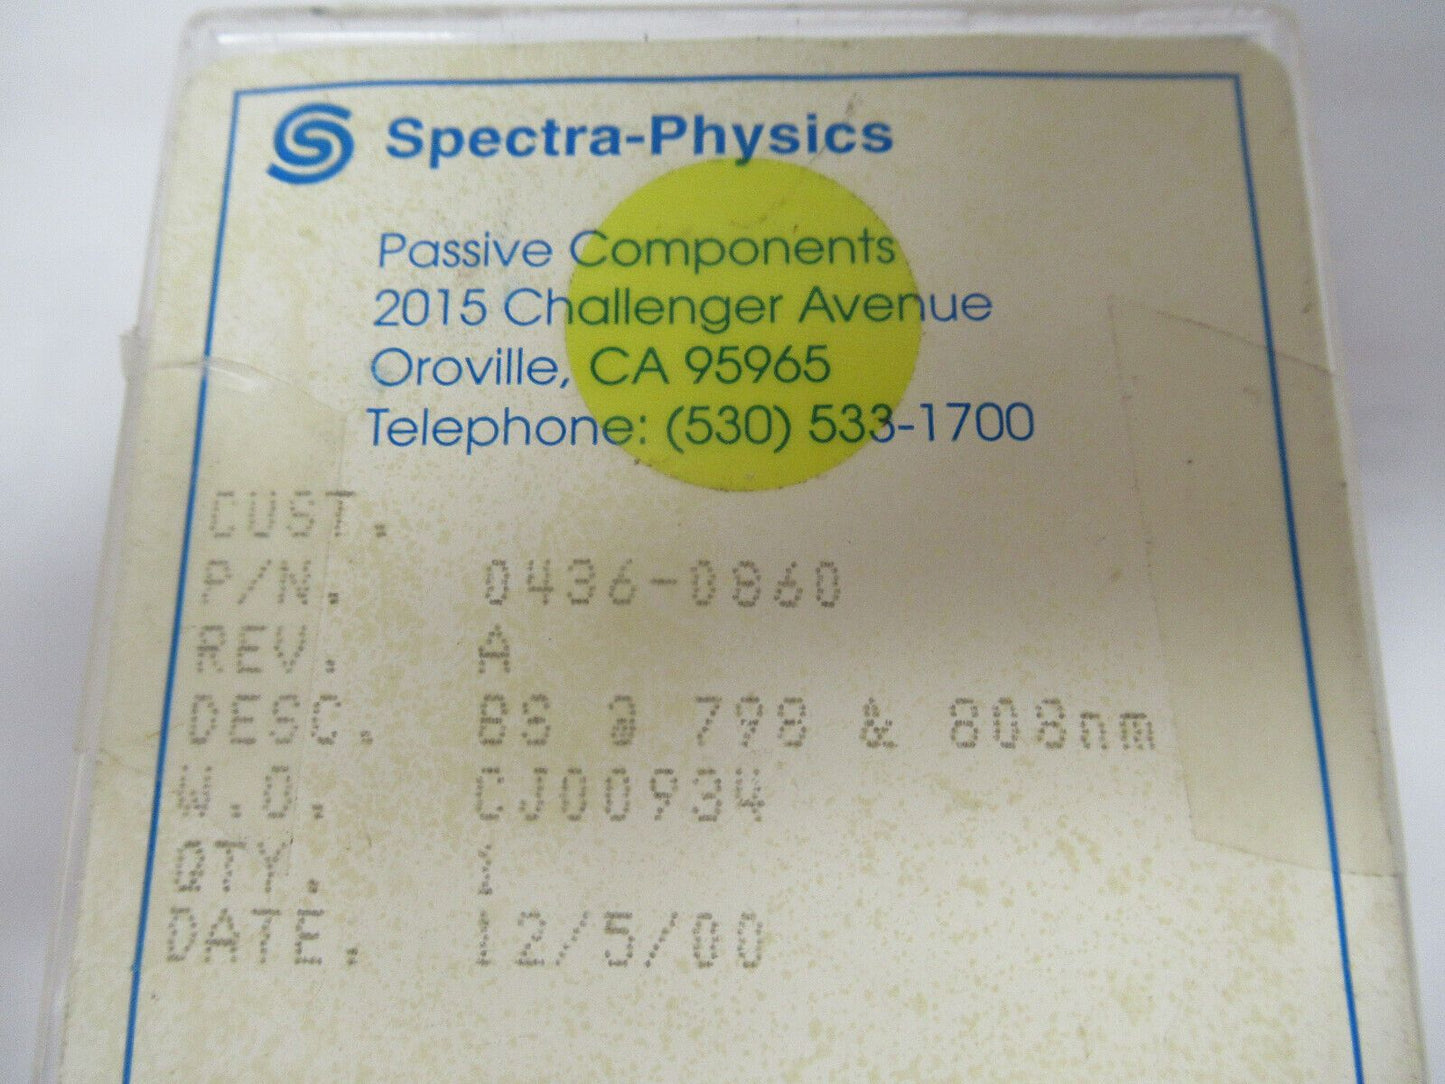 Spectra-Physics
Passive Components
2015 Challenger Avenue
Oroville, CA 95965
Telephone: (530) 533-1700
CUST.
P/N. 0436-0860
REV. A
DESC. BS @ 798 & 808nm
W.O. CJ0093W
QTY. 1
DATE. 12/5/00